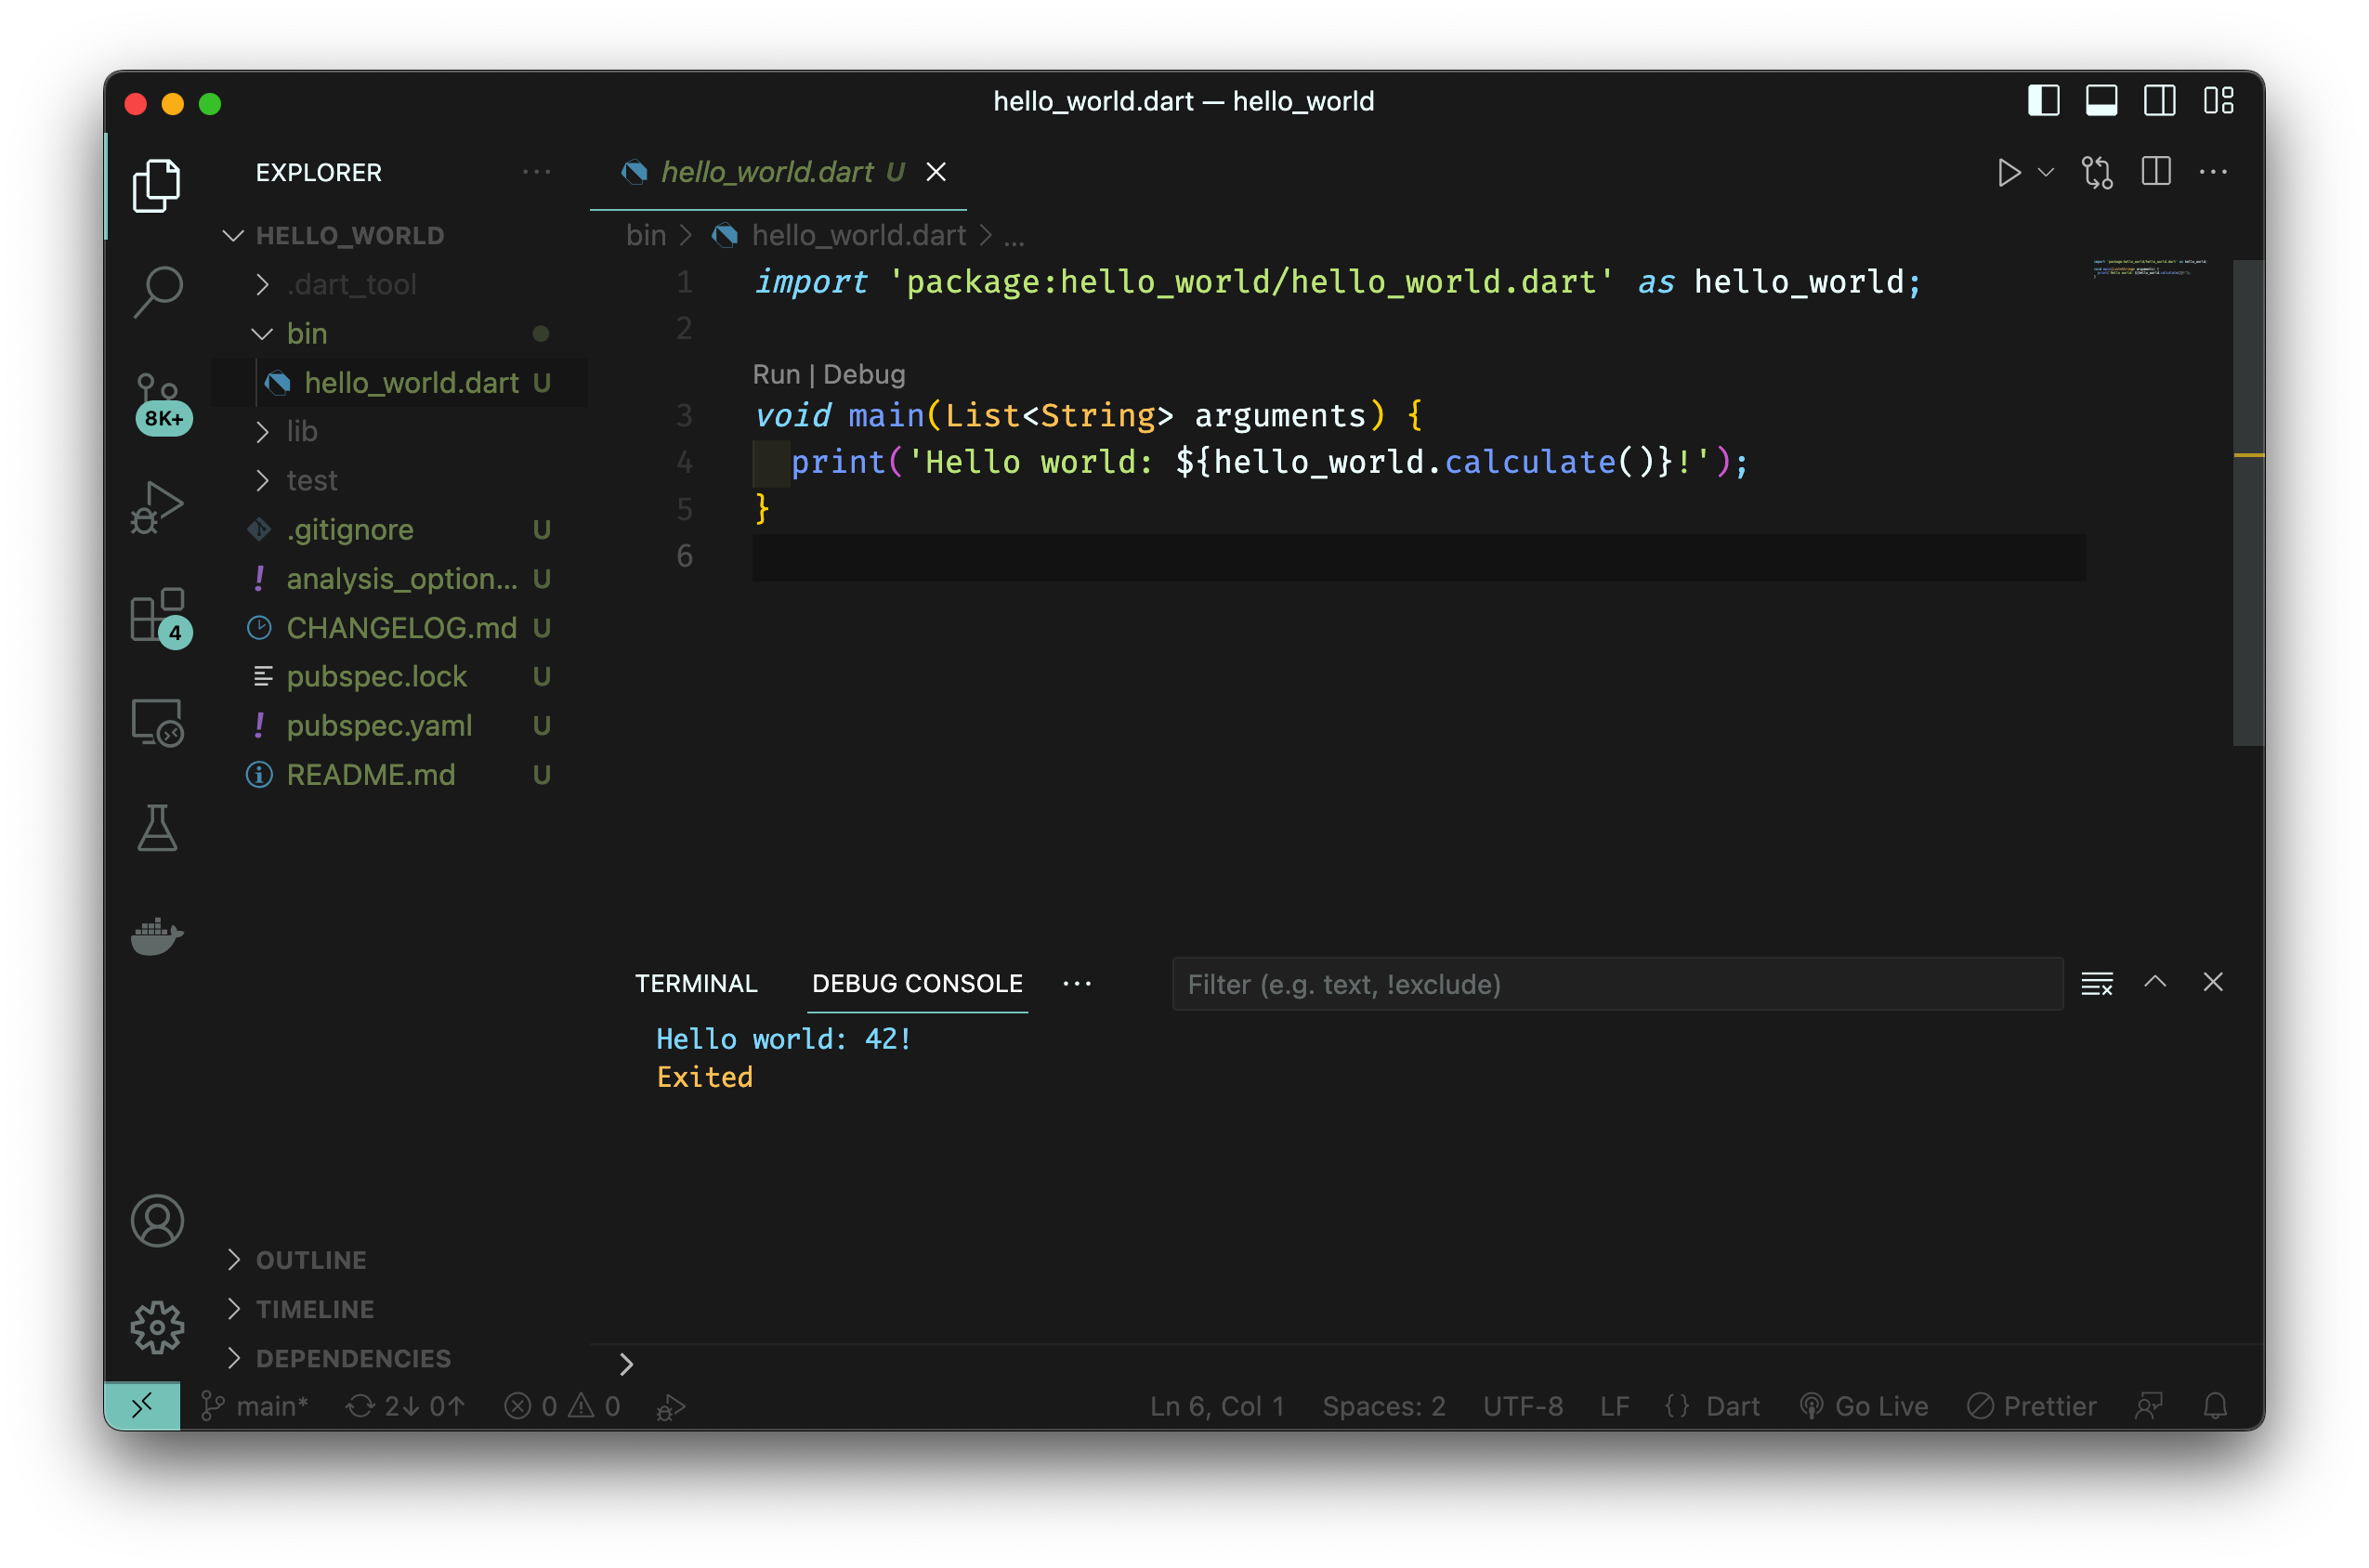 hello_world.dart — hello_world
EXPLORER
HELLO_WORLD
.dart_tool
bin
hello_world.dart U
lib
test
.gitignore U
analysis_option... U
CHANGELOG.md U
pubspec.lock U
pubspec.yaml U
README.md U
8K+
4
OUTLINE
TIMELINE
DEPENDENCIES
hello_world.dart U
bin > hello_world.dart > ...
1 import 'package:hello_world/hello_world.dart' as hello_world;
2
Run | Debug
3 void main(List<String> arguments) {
4 print('Hello world: ${hello_world.calculate()}!');
5 }
6
TERMINAL DEBUG CONSOLE ··· Filter (e.g. text, !exclude)
Hello world: 42!
Exited
>
main* 2↓ 0↑ 0 0 Ln 6, Col 1 Spaces: 2 UTF-8 LF {} Dart Go Live Prettier